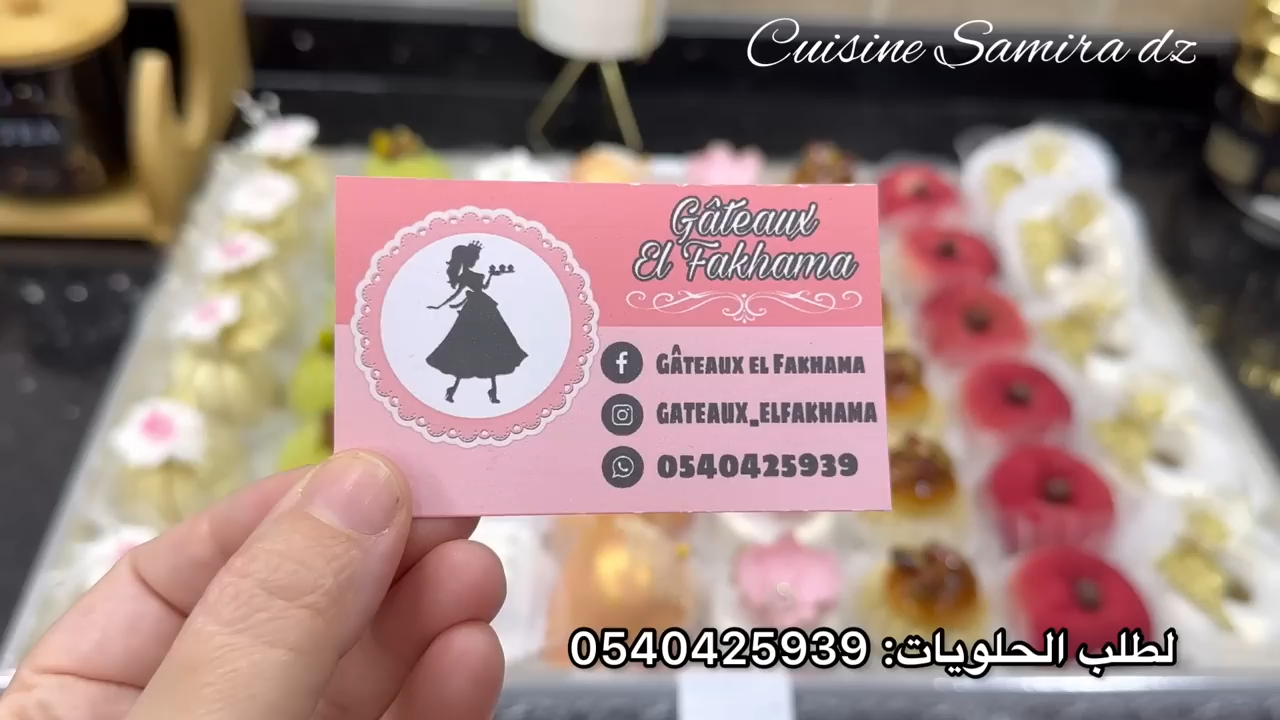 Cuisine Samira dz
Gâteaux
El Fakhama
Gâteaux el Fakhama
GATEAUX_ELFAKHAMA
0540425939
لطلب الحلويات: 0540425939